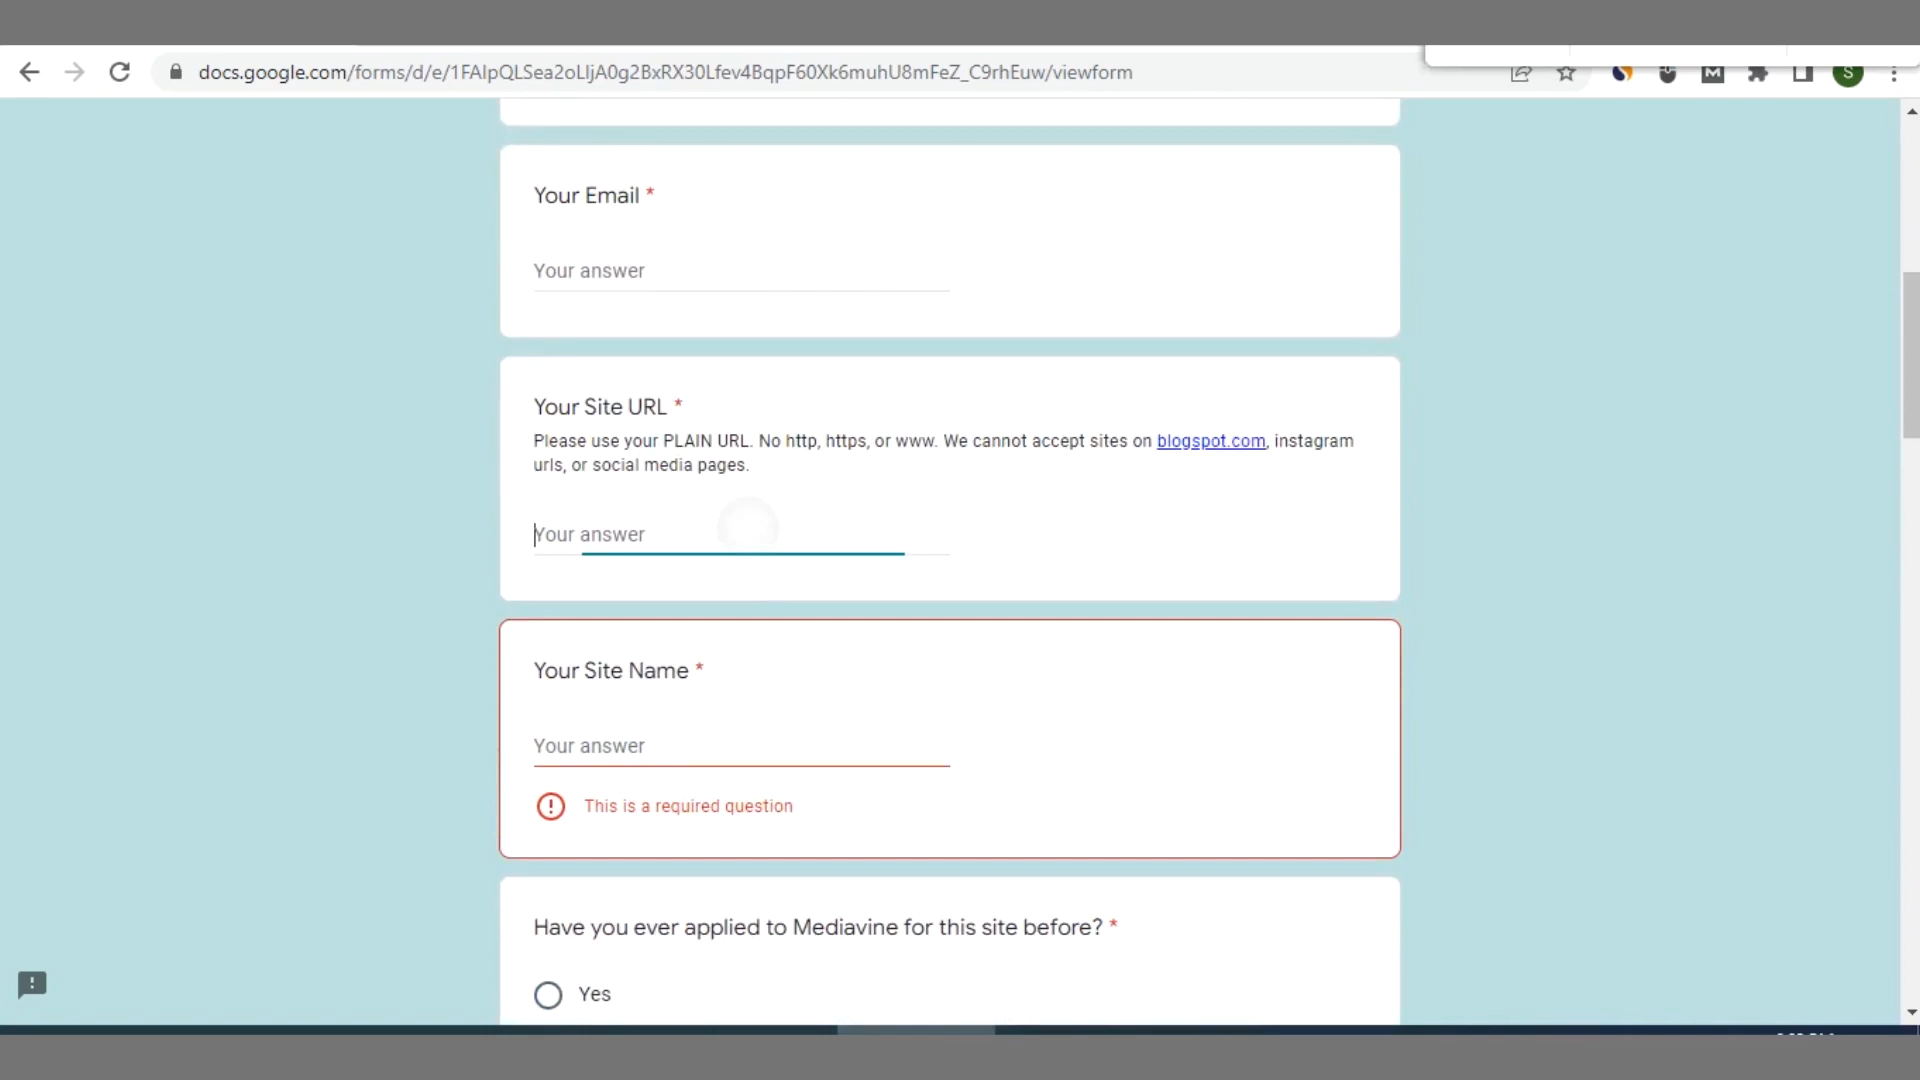 docs.google.com/forms/d/e/1FAIpQLSea2oLIjA0g2BxRX30Lfev4BqpF60Xk6muhU8mFeZ_C9rhEuw/viewform
M
S
Your Email *
Your answer
Your Site URL *
Please use your PLAIN URL. No http, https, or www. We cannot accept sites on blogspot.com, instagram
urls, or social media pages.
Your answer
Your Site Name *
Your answer
This is a required question
Have you ever applied to Mediavine for this site before? *
Yes